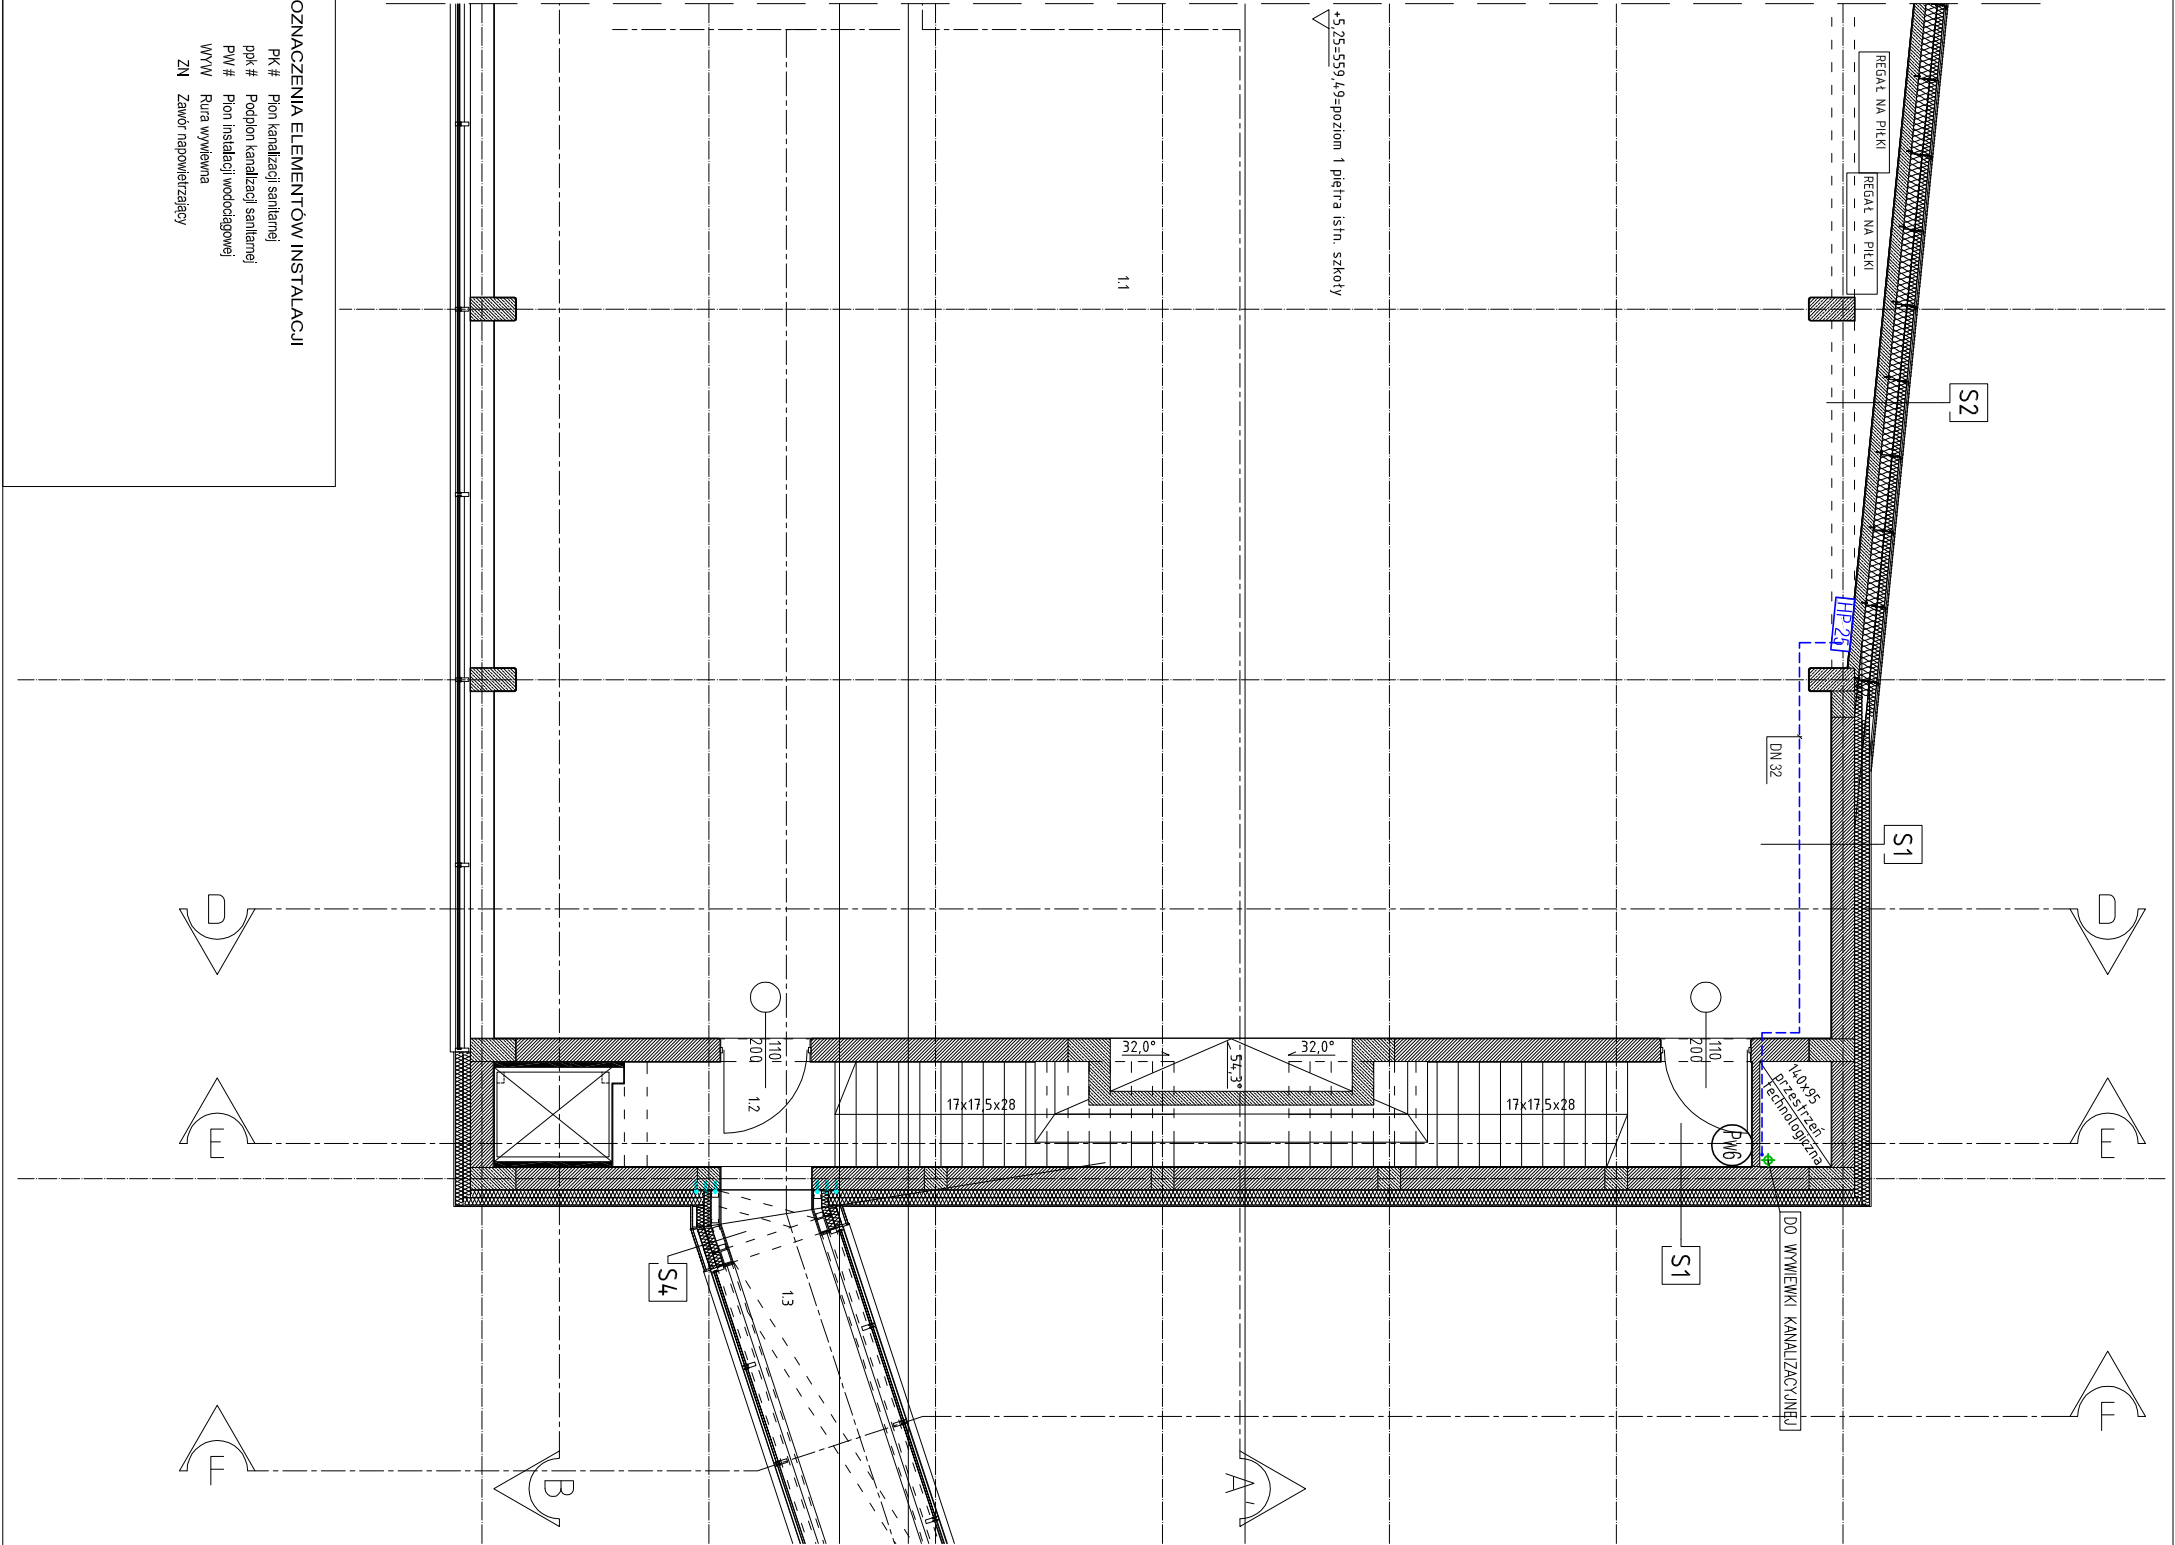 OZNACZENIA ELEMENTÓW INSTALACJI
PK # Pion kanalizacji sanitarnej
ppk # Podpion kanalizacji sanitarnej
PW # Pion instalacji wodociągowej
WYW Rura wywiewna
ZN Zawór napowietrzający
+5,25=559,49=poziom 1 piętra istn. szkoły
REGAŁ NA PIŁKI
REGAŁ NA PIŁKI
1.1
S2
HP 25
DN 32
S1
D
D
110
200
110
200
32,0°
32,0°
54,3°
1.2
17x17,5x28
17x17,5x28
140x95
przestrzeń
technologiczna
PW6
E
E
S4
1.3
S1
DO WYWIEWKI KANALIZACYJNEJ
F
F
B
A